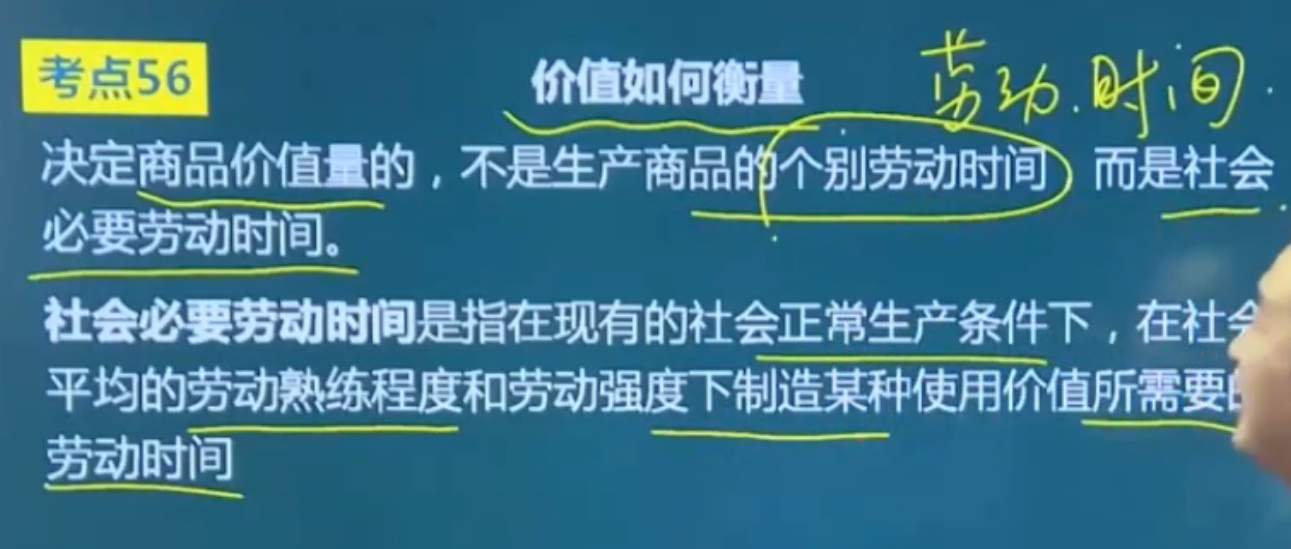 考点56
价值如何衡量
劳动.时间.
决定商品价值量的，不是生产商品的个别劳动时间 而是社会
必要劳动时间。
社会必要劳动时间是指在现有的社会正常生产条件下，在社会
平均的劳动熟练程度和劳动强度下制造某种使用价值所需要的
劳动时间